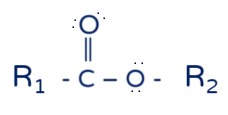 O
R₁ - C - O - R₂